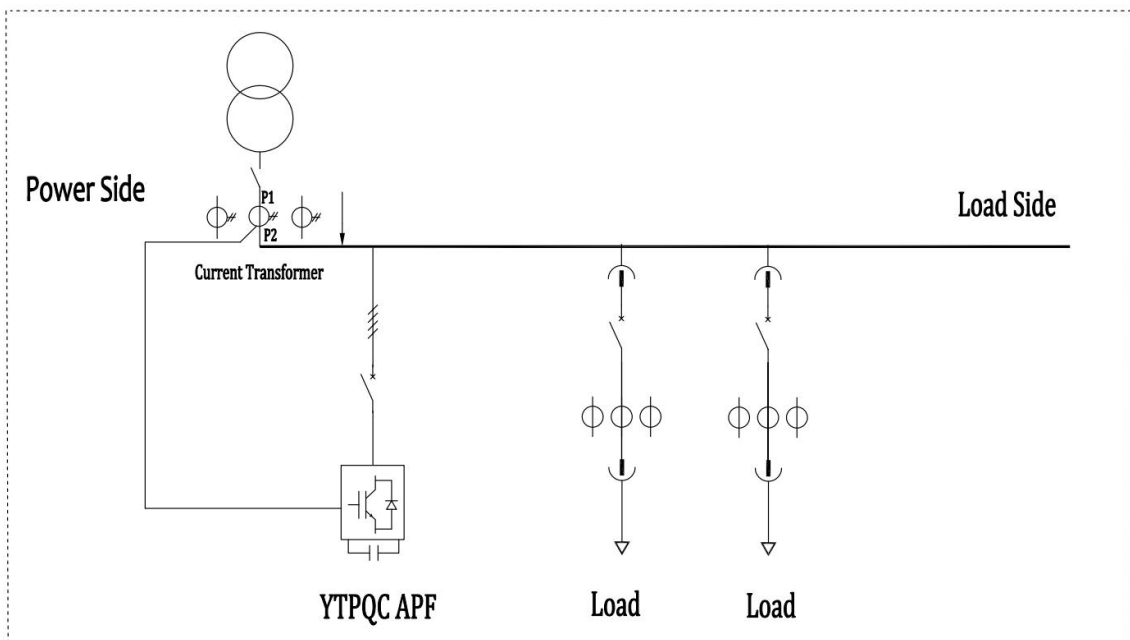 Power Side
P1
P2
Load Side
Current Transformer
YTPQC APF
Load
Load